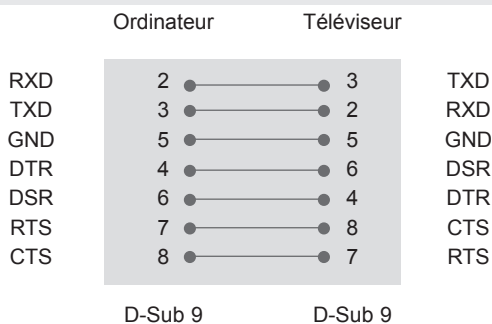 Ordinateur Téléviseur
RXD 2 3 TXD
TXD 3 2 RXD
GND 5 5 GND
DTR 4 6 DSR
DSR 6 4 DTR
RTS 7 8 CTS
CTS 8 7 RTS
D-Sub 9 D-Sub 9